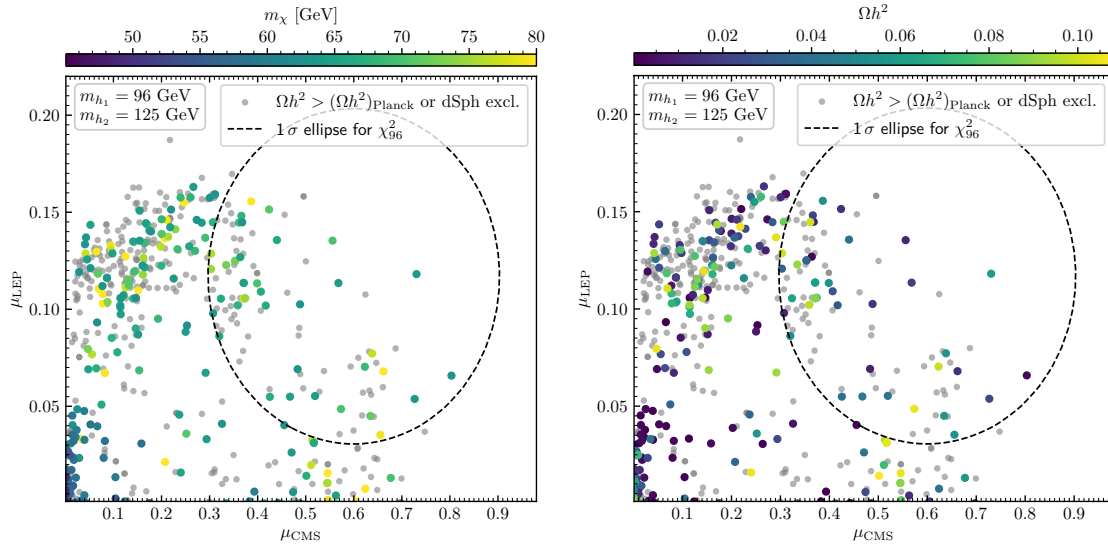 m_χ [GeV]
50 55 60 65 70 75 80
m_{h_1} = 96 GeV
m_{h_2} = 125 GeV
Ωh² > (Ωh²)_Planck or dSph excl.
1 σ ellipse for χ²_96
0.20
0.15
0.10
0.05
μ_LEP
0.1 0.2 0.3 0.4 0.5 0.6 0.7 0.8 0.9
μ_CMS
Ωh²
0.02 0.04 0.06 0.08 0.10
m_{h_1} = 96 GeV
m_{h_2} = 125 GeV
Ωh² > (Ωh²)_Planck or dSph excl.
1 σ ellipse for χ²_96
0.20
0.15
0.10
0.05
μ_LEP
0.1 0.2 0.3 0.4 0.5 0.6 0.7 0.8 0.9
μ_CMS